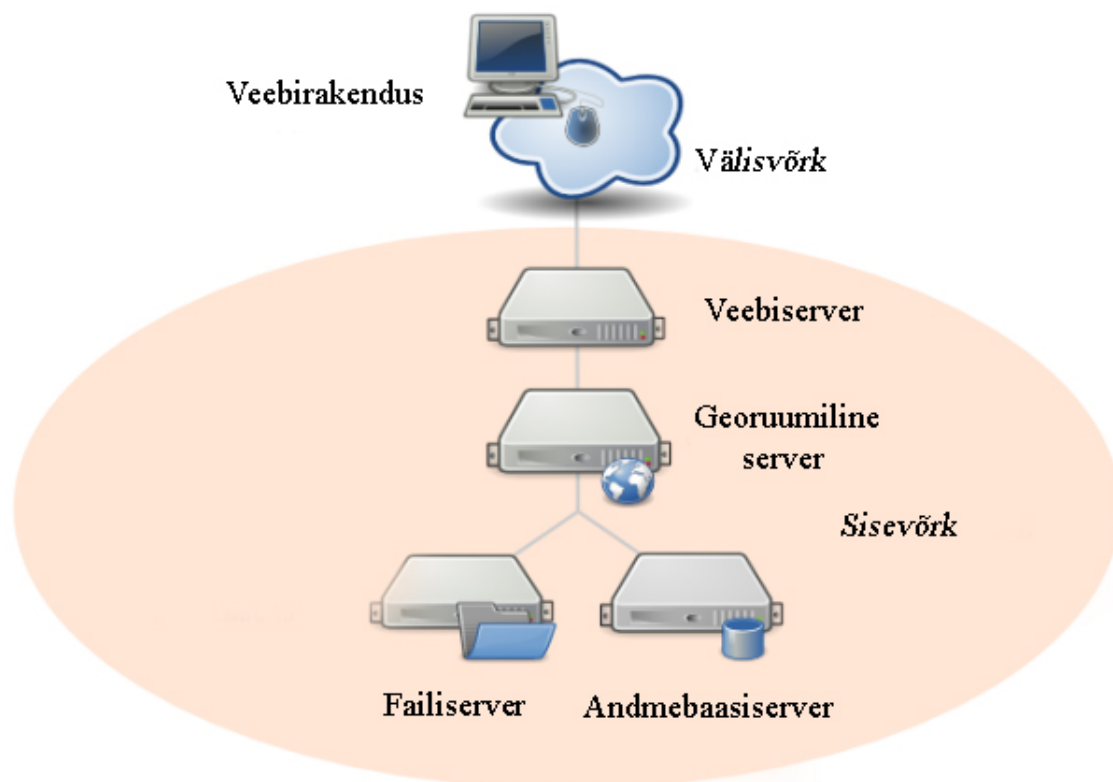 Veebirakendus
Välisvõrk
Veebiserver
Georuumiline
server
Sisevõrk
Failiserver
Andmebaasiserver